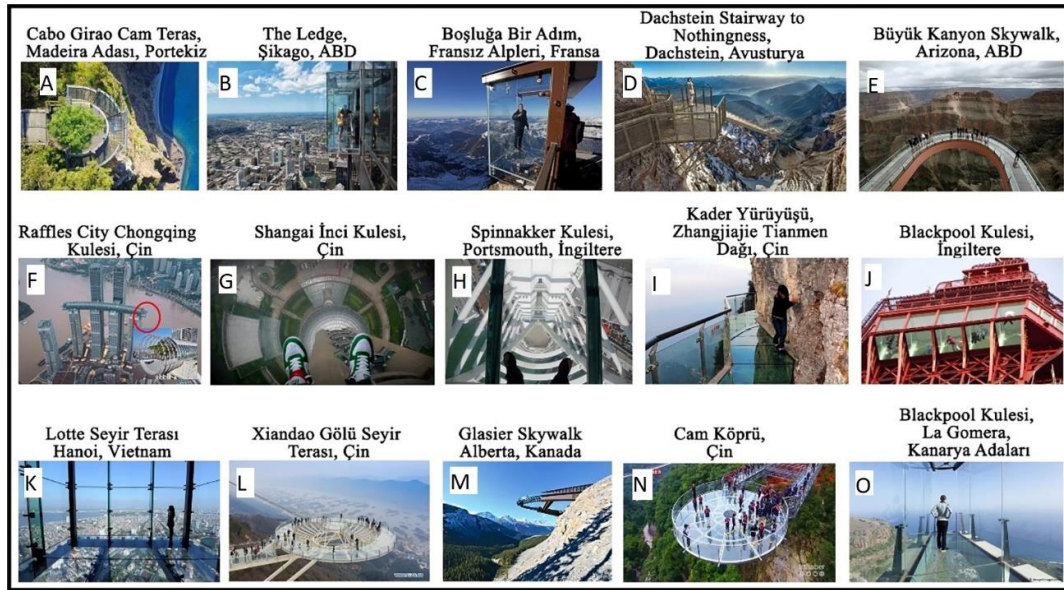 Cabo Girao Cam Teras,
Madeira Adası, Portekiz
The Ledge,
Şikago, ABD
Boşluğa Bir Adım,
Fransız Alpleri, Fransa
Dachstein Stairway to
Nothingness,
Dachstein, Avusturya
Büyük Kanyon Skywalk,
Arizona, ABD
A
B
C
D
E
Raffles City Chongqing
Kulesi, Çin
Shangai İnci Kulesi,
Çin
Spinnakker Kulesi,
Portsmouth, İngiltere
Kader Yürüyüşü,
Zhangjiajie Tianmen
Dağı, Çin
Blackpool Kulesi,
İngiltere
F
G
H
I
J
Lotte Seyir Terası
Hanoi, Vietnam
Xiandao Gölü Seyir
Terası, Çin
Glasier Skywalk
Alberta, Kanada
Cam Köprü,
Çin
Blackpool Kulesi,
La Gomera,
Kanarya Adaları
K
L
M
N
O